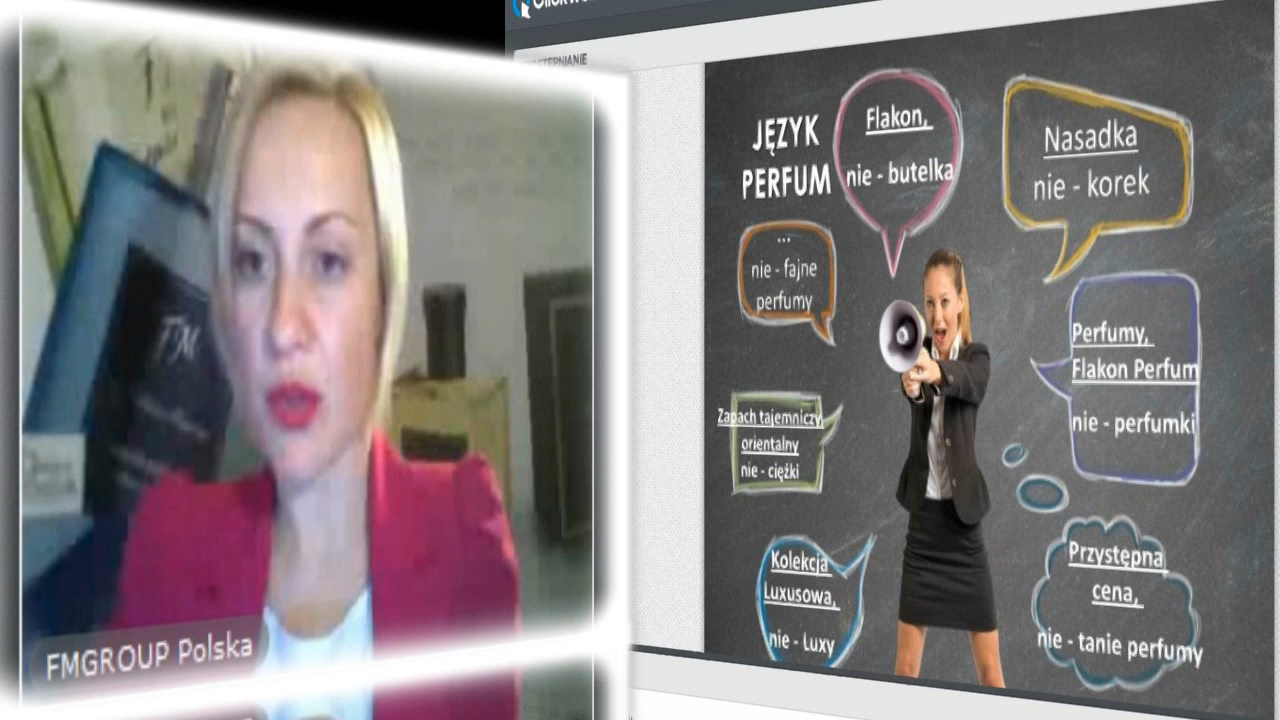 FM
FMGROUP Polska
JĘZYK
PERFUM
Flakon,
nie - butelka
Nasadka
nie - korek
...
nie - fajne
perfumy
Perfumy,
Flakon Perfum
nie - perfumki
Zapach tajemniczy,
orientalny
nie - ciężki
Kolekcja
Luxusowa,
nie - Luxy
Przystępna
cena,
nie - tanie perfumy